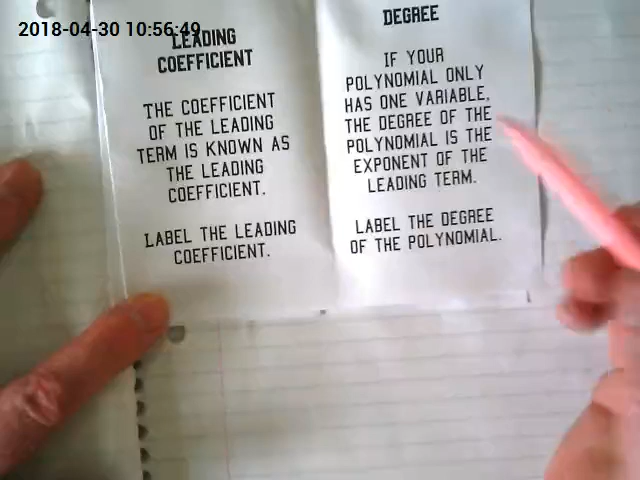 2018-04-30 10:56:49
LEADING
COEFFICIENT
THE COEFFICIENT
OF THE LEADING
TERM IS KNOWN AS
THE LEADING
COEFFICIENT.
LABEL THE LEADING
COEFFICIENT.
DEGREE
IF YOUR
POLYNOMIAL ONLY
HAS ONE VARIABLE,
THE DEGREE OF THE
POLYNOMIAL IS THE
EXPONENT OF THE
LEADING TERM.
LABEL THE DEGREE
OF THE POLYNOMIAL.